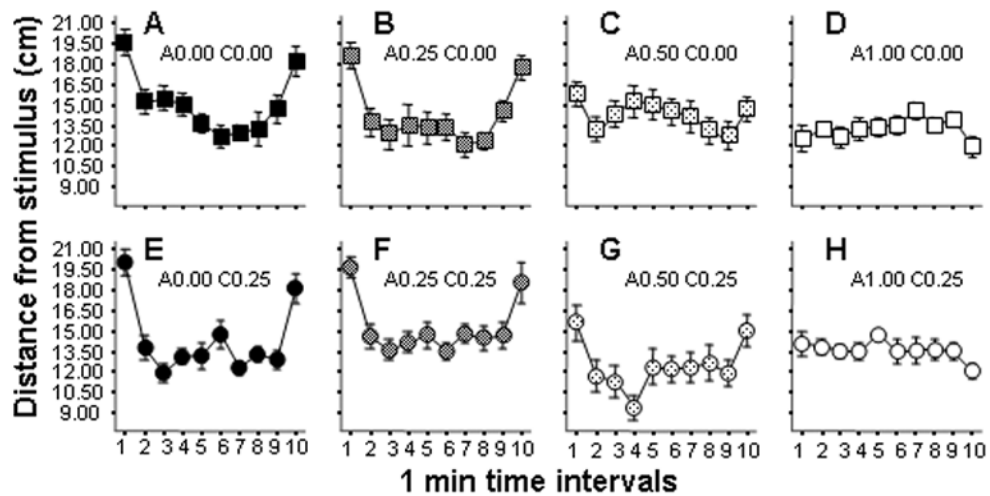 Distance from stimulus (cm)
21.00
19.50
18.00
16.50
15.00
13.50
12.00
10.50
9.00
A
A0.00 C0.00
B
A0.25 C0.00
C
A0.50 C0.00
D
A1.00 C0.00
21.00
19.50
18.00
16.50
15.00
13.50
12.00
10.50
9.00
E
A0.00 C0.25
F
A0.25 C0.25
G
A0.50 C0.25
H
A1.00 C0.25
1 2 3 4 5 6 7 8 9 10
1 2 3 4 5 6 7 8 9 10
1 2 3 4 5 6 7 8 9 10
1 2 3 4 5 6 7 8 9 10
1 min time intervals